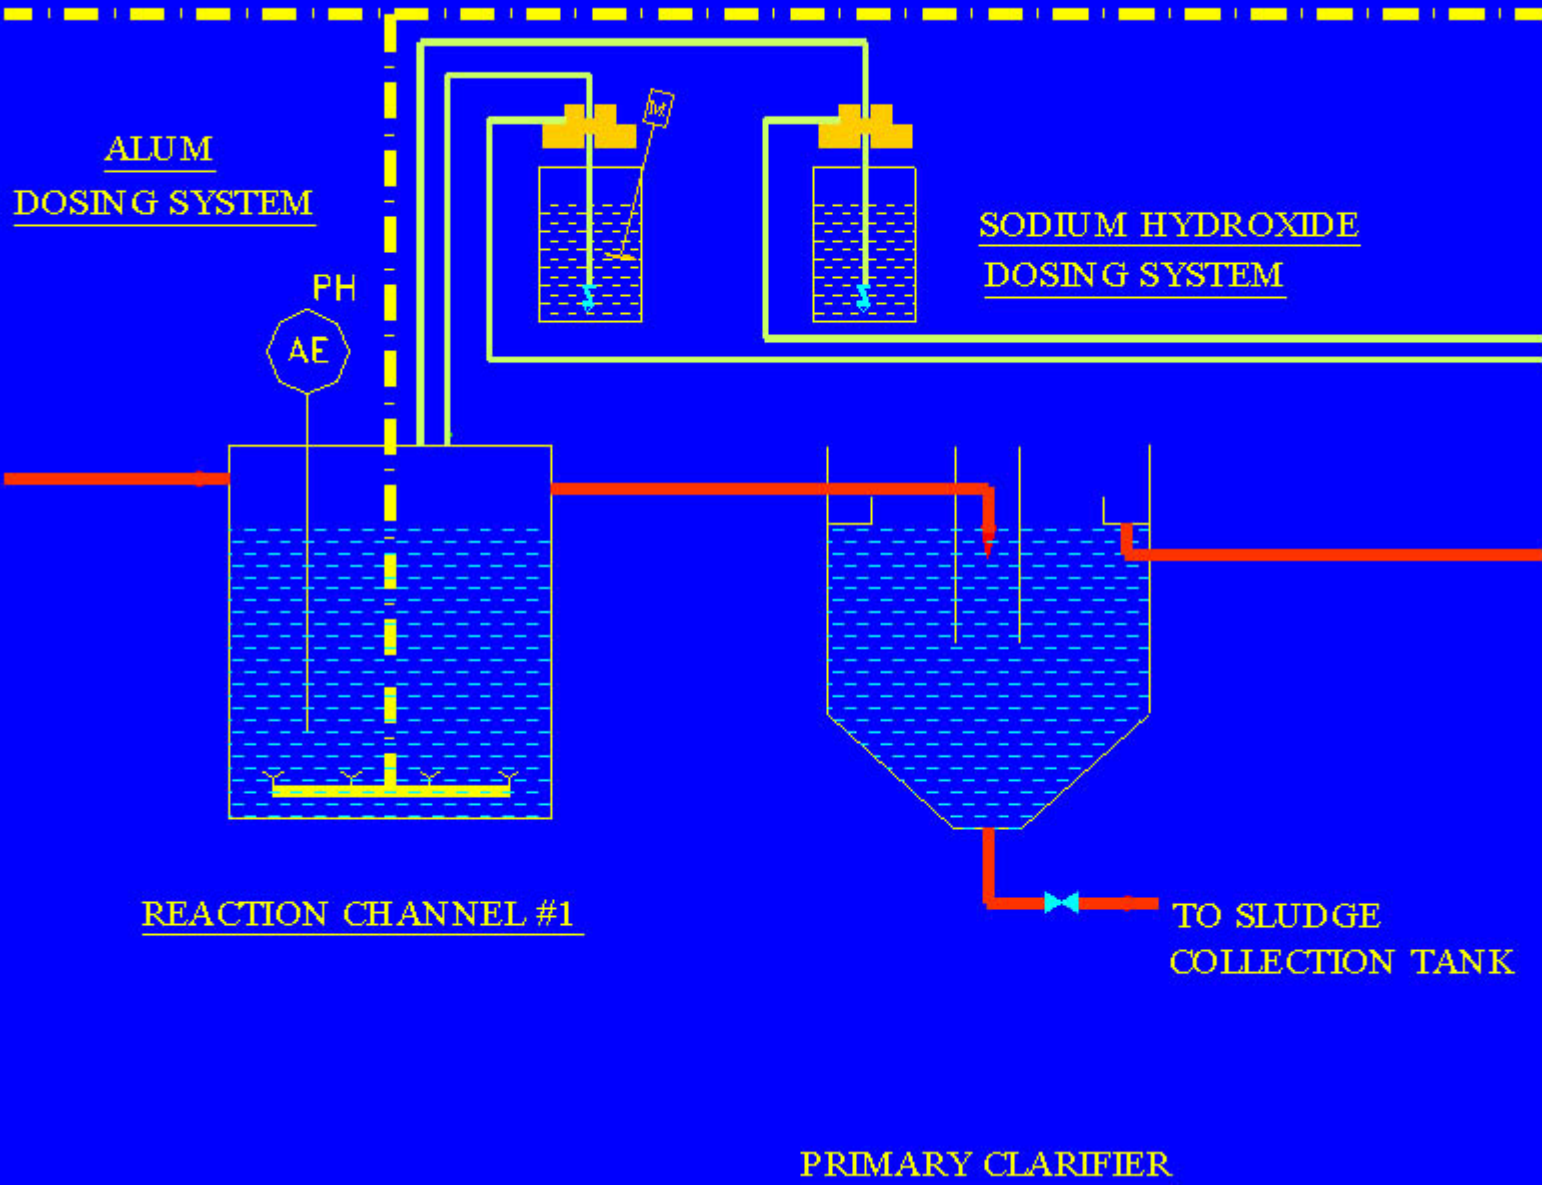 ALUM
DOSING SYSTEM
M
SODIUM HYDROXIDE
DOSING SYSTEM
PH
AE
REACTION CHANNEL #1
TO SLUDGE
COLLECTION TANK
PRIMARY CLARIFIER